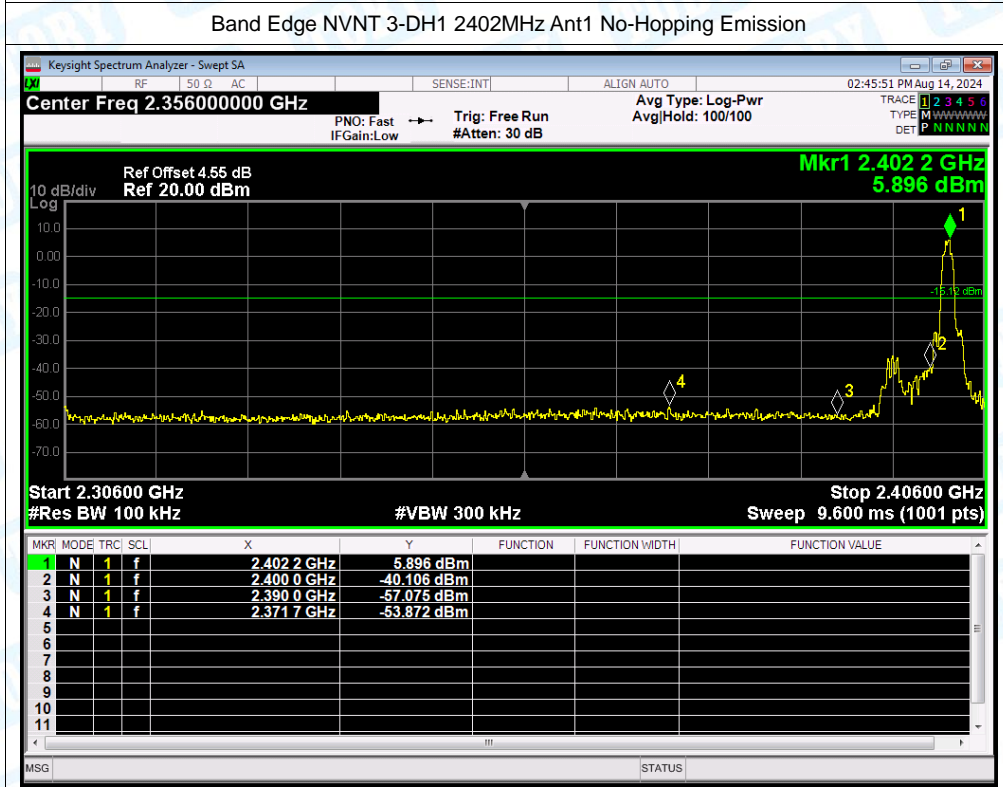 Band Edge NVNT 3-DH1 2402MHz Ant1 No-Hopping Emission
Keysight Spectrum Analyzer - Swept SA
LXI RF 50 Ω AC SENSE:INT ALIGN AUTO 02:45:51 PM Aug 14, 2024
Center Freq 2.356000000 GHz
PNO: Fast
IFGain:Low
Trig: Free Run
#Atten: 30 dB
Avg Type: Log-Pwr
Avg|Hold: 100/100
TRACE 1 2 3 4 5 6
TYPE M W W W W W
DET P N N N N N
Mkr1 2.402 2 GHz
5.896 dBm
Ref Offset 4.55 dB
10 dB/div Ref 20.00 dBm
Log
10.0
0.00
-10.0
-20.0
-30.0
-40.0
-50.0
-60.0
-70.0
1
-15.12 dBm
2
4
3
Start 2.30600 GHz Stop 2.40600 GHz
#Res BW 100 kHz #VBW 300 kHz Sweep 9.600 ms (1001 pts)
MKR MODE TRC SCL X Y FUNCTION FUNCTION WIDTH FUNCTION VALUE
1 N 1 f 2.402 2 GHz 5.896 dBm
2 N 1 f 2.400 0 GHz -40.106 dBm
3 N 1 f 2.390 0 GHz -57.075 dBm
4 N 1 f 2.371 7 GHz -53.872 dBm
5
6
7
8
9
10
11
MSG STATUS